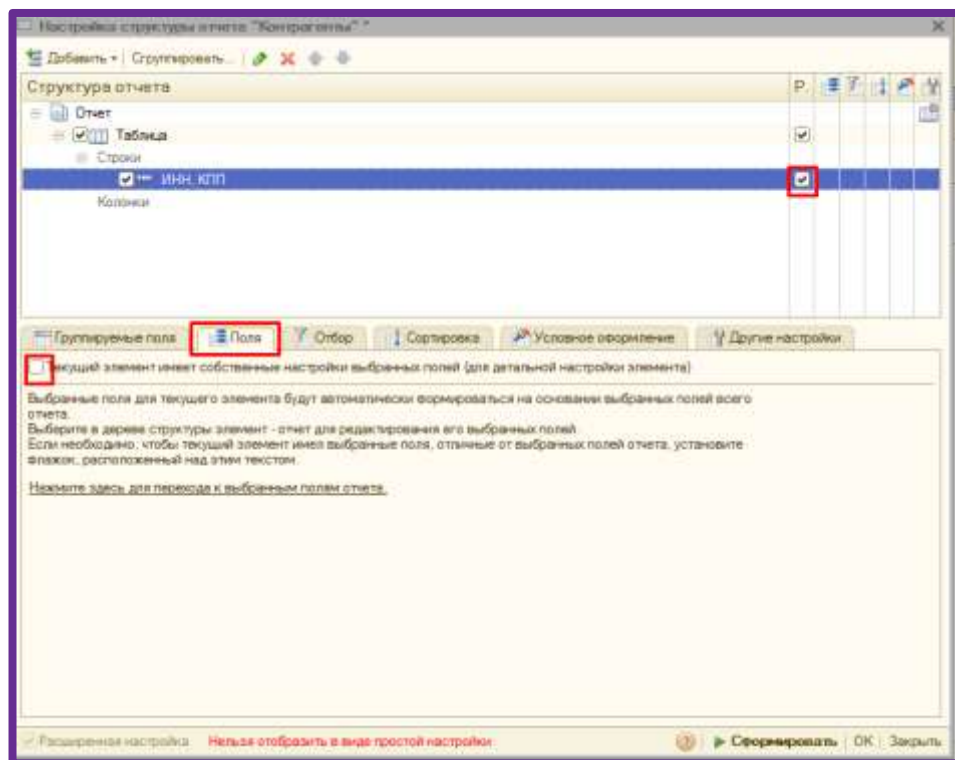 Настройка структуры отчета "Контрагенты" *
Добавить Сгруппировать...
Структура отчета Р.
Отчет
Таблица
Строки
ИНН, КПП
Колонки
Группируемые поля Поля Отбор Сортировка Условное оформление Другие настройки
Текущий элемент имеет собственные настройки выбранных полей (для детальной настройки элемента)
Выбранные поля для текущего элемента будут автоматически формироваться на основании выбранных полей всего
отчета.
Выберите в дереве структуры элемент - отчет для редактирования его выбранных полей.
Если необходимо, чтобы текущий элемент имел выбранные поля, отличные от выбранных полей отчета, установите
флажок, расположенный над этим текстом.
Нажмите здесь для перехода к выбранным полям отчета.
Расширенная настройка Нельзя отобразить в виде простой настройки ? Сформировать OK Закрыть